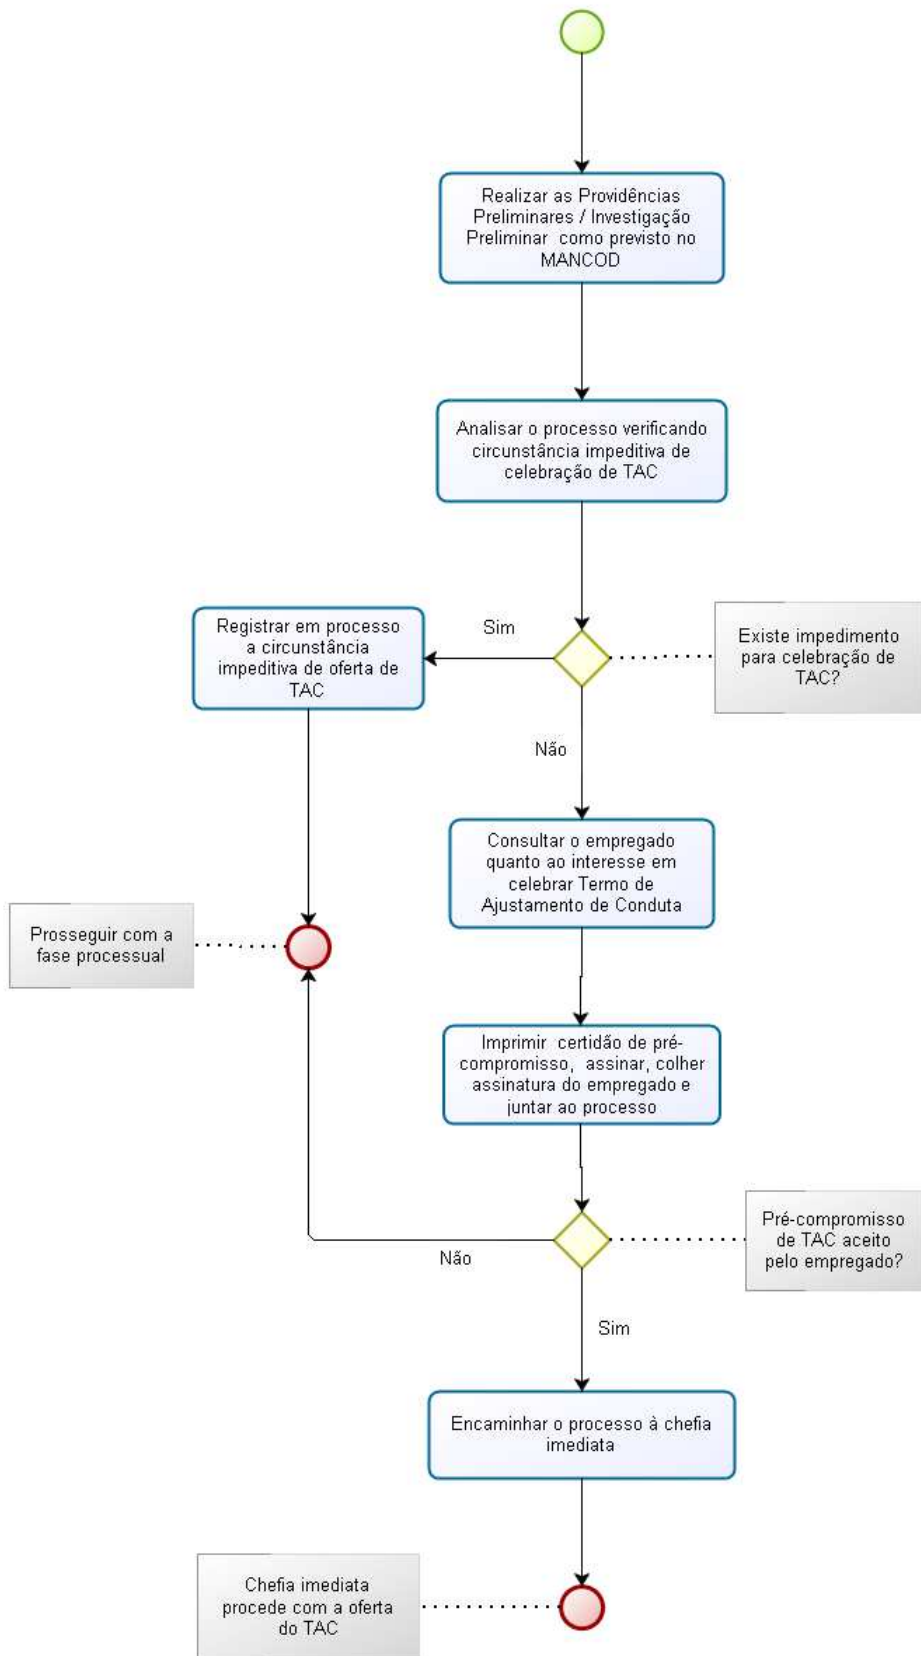 Realizar as Providências
Preliminares / Investigação
Preliminar como previsto no
MANCOD
Analisar o processo verificando
circunstância impeditiva de
celebração de TAC
Registrar em processo
a circunstância
impeditiva de oferta de
TAC
Sim
Existe impedimento
para celebração de
TAC?
Não
Consultar o empregado
quanto ao interesse em
celebrar Termo de
Ajustamento de Conduta
Prosseguir com a
fase processual
Imprimir certidão de pré-
compromisso, assinar, colher
assinatura do empregado e
juntar ao processo
Pré-compromisso
de TAC aceito
pelo empregado?
Não
Sim
Encaminhar o processo à chefia
imediata
Chefia imediata
procede com a oferta
do TAC